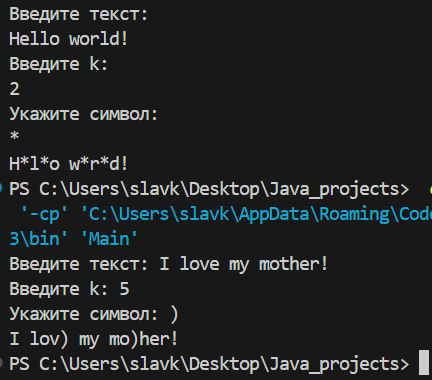 Введите текст:
Hello world!
Введите k:
2
Укажите символ:
*
H*l*o w*r*d!
PS C:\Users\slavk\Desktop\Java_projects>
'-cp' 'C:\Users\slavk\AppData\Roaming\Code
3\bin' 'Main'
Введите текст: I love my mother!
Введите k: 5
Укажите символ: )
I lov) my mo)her!
PS C:\Users\slavk\Desktop\Java_projects>